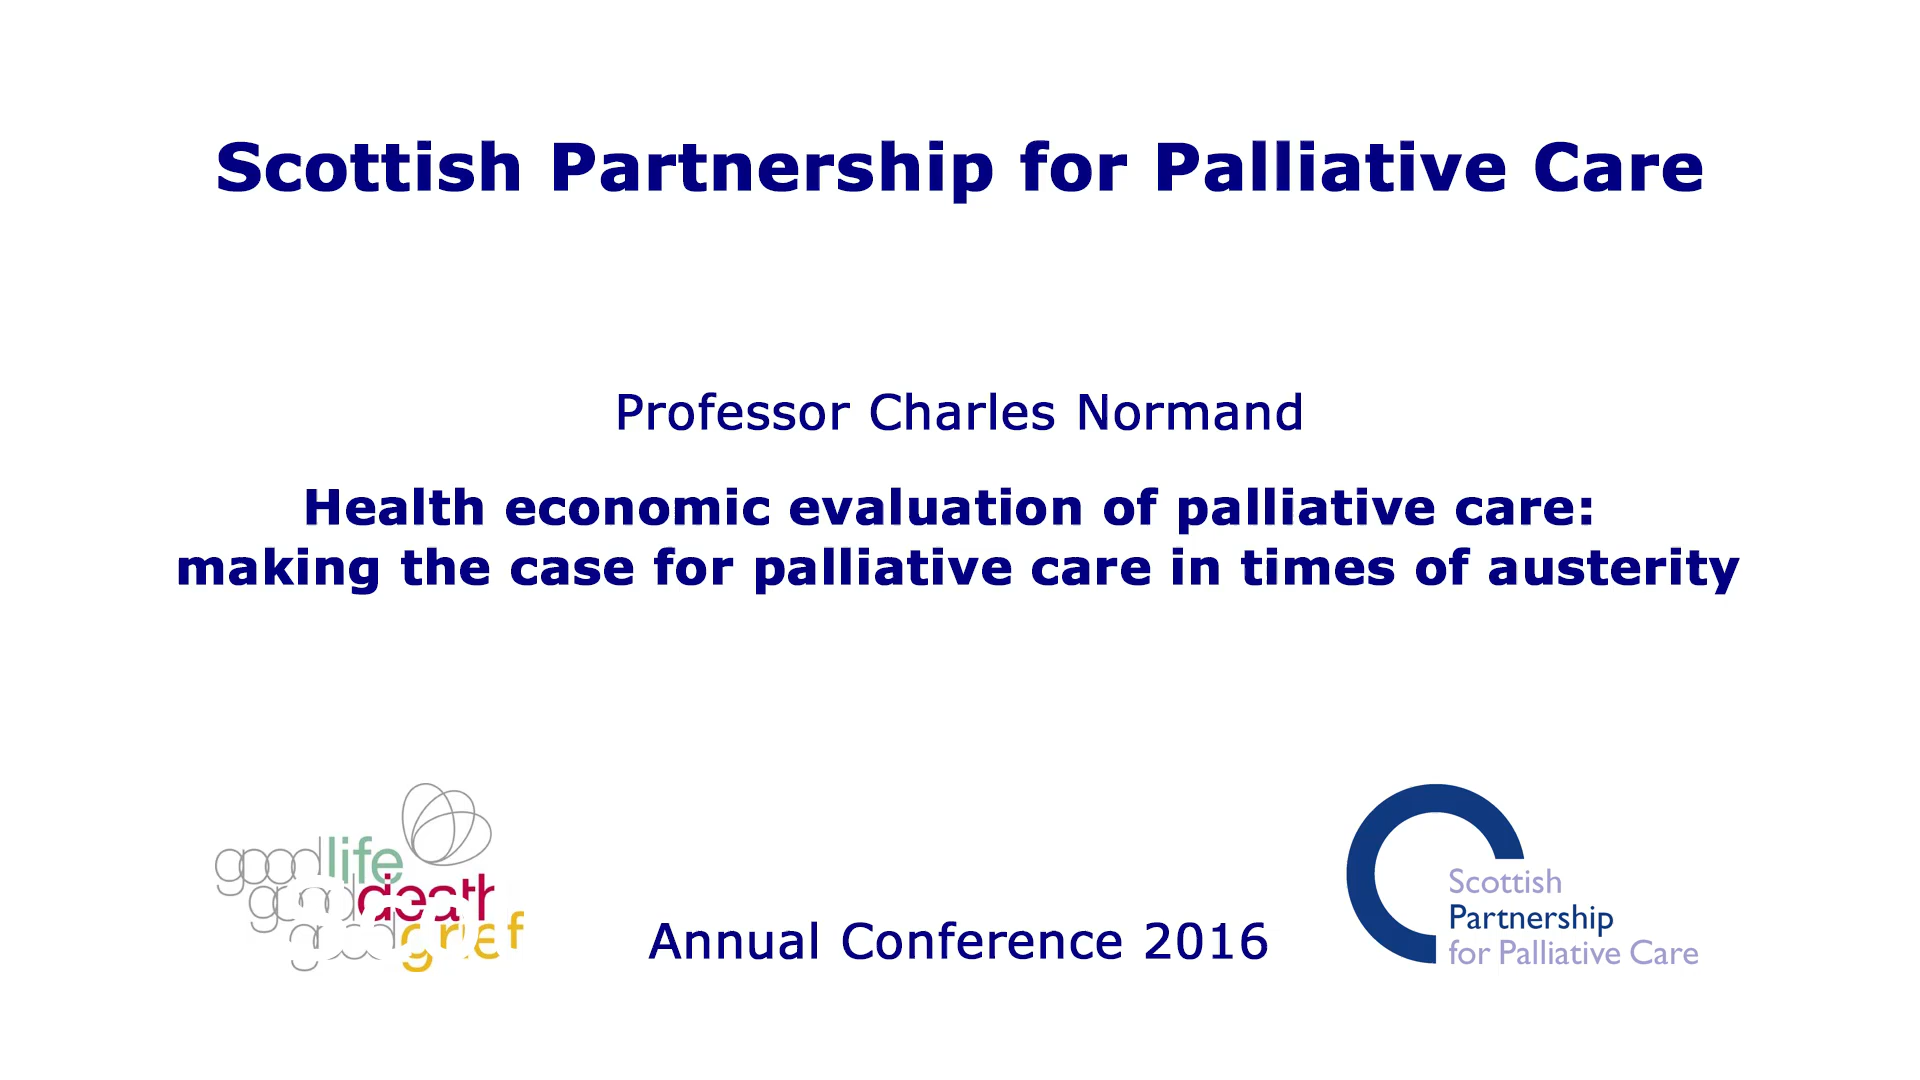 Scottish Partnership for Palliative Care
Professor Charles Normand
Health economic evaluation of palliative care:
making the case for palliative care in times of austerity
good life
good death
good grief
Annual Conference 2016
Scottish
Partnership
for Palliative Care